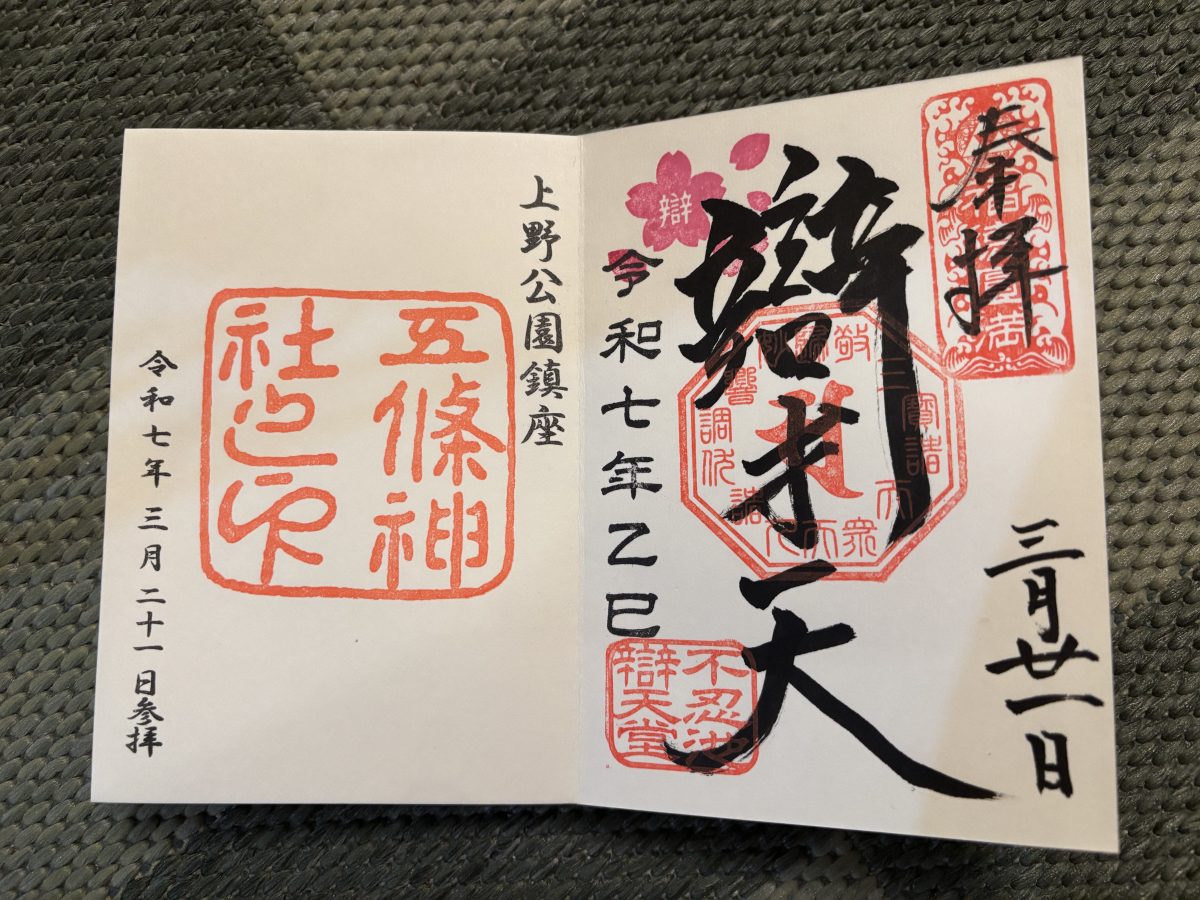 奉拝
三月廿一日
辯才天
辯
令和七年乙巳
不忍池
辯天堂
上野公園鎮座
五條神
社之印
令和七年三月二十一日参拝